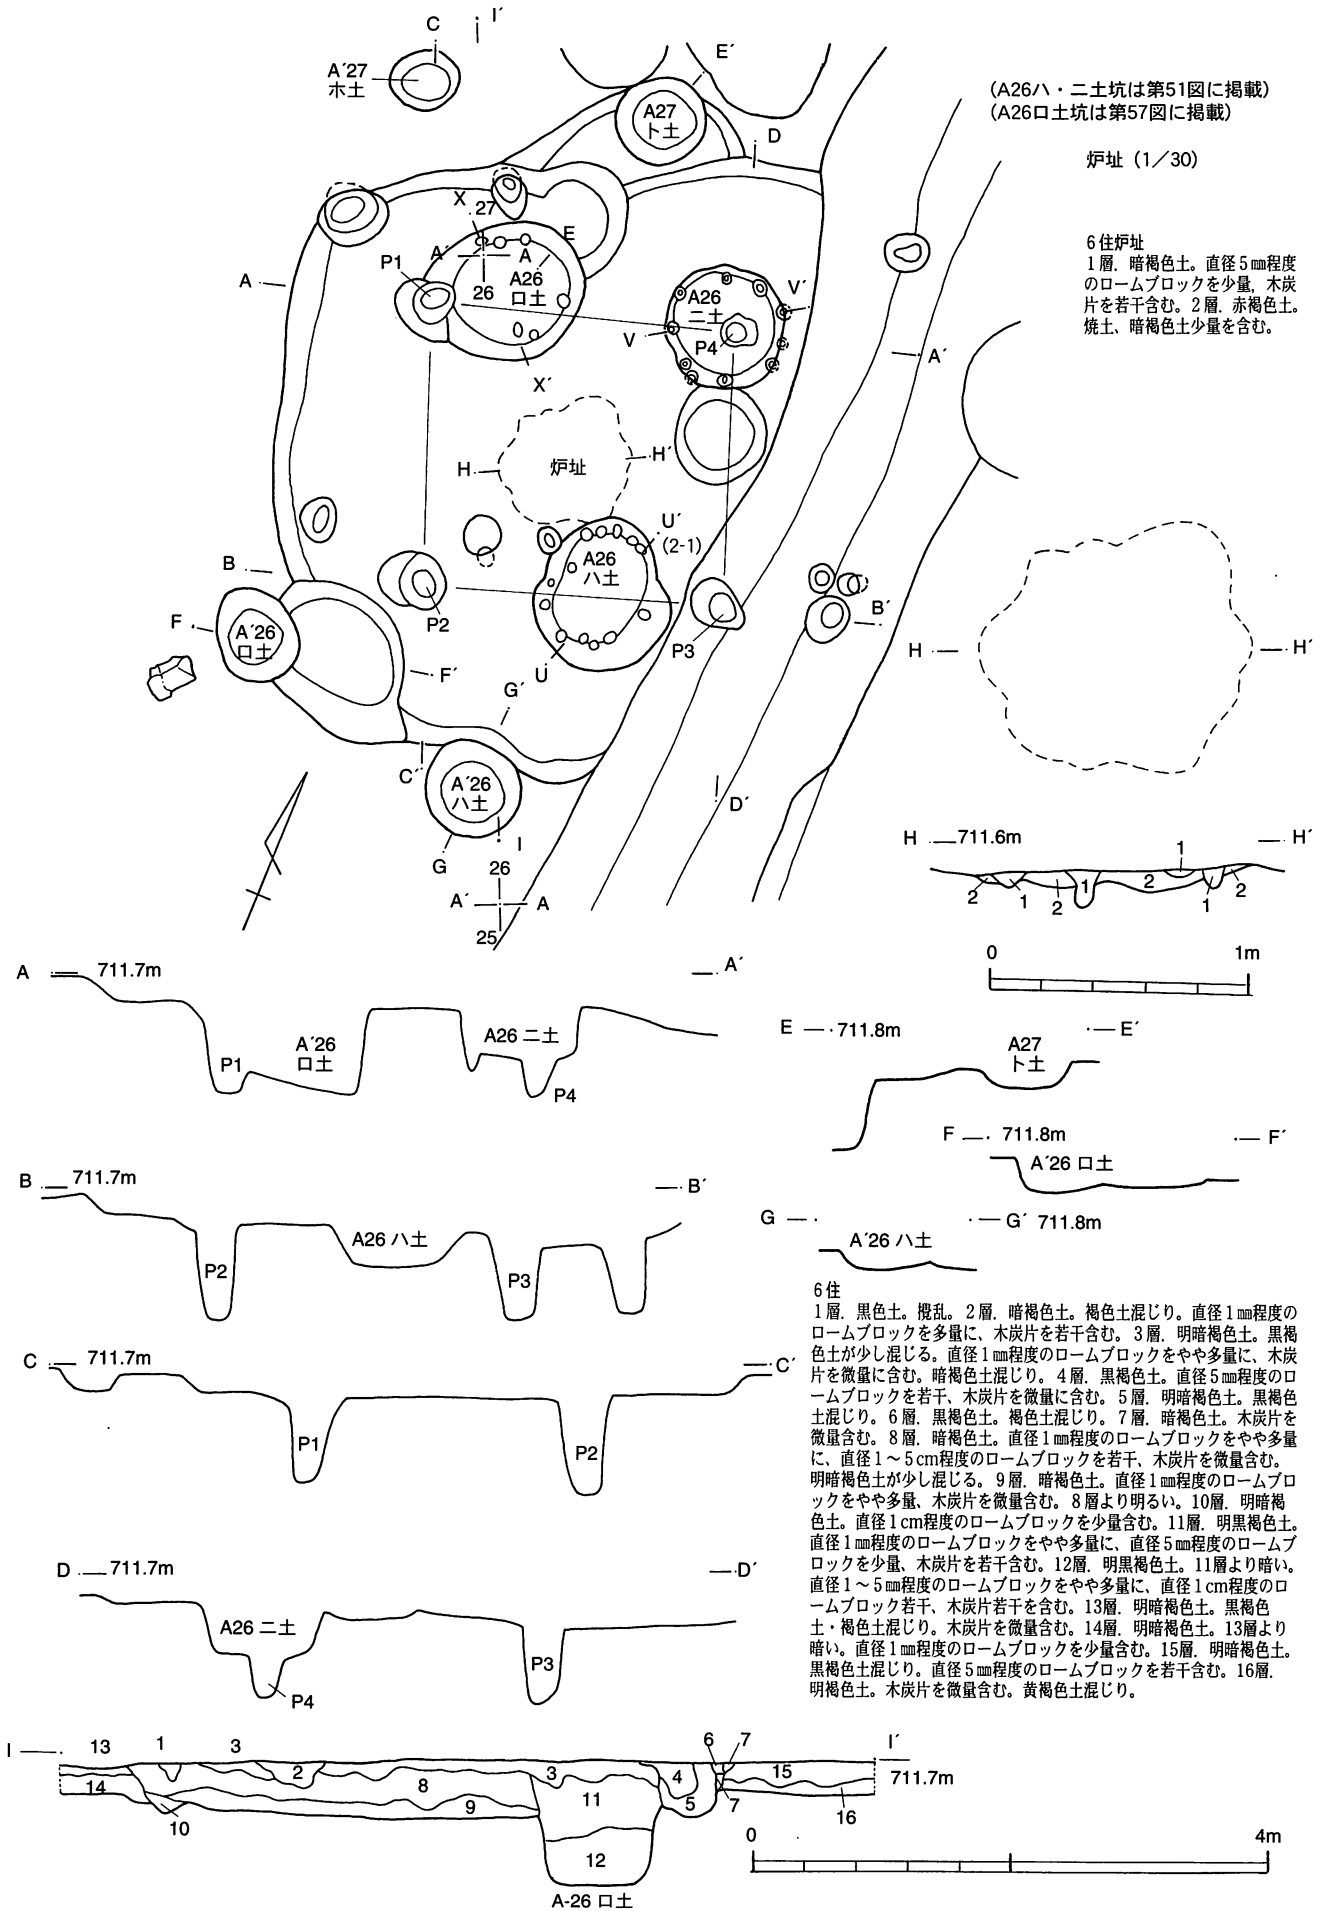 C
I´
A´27
ホ土
E´
A27
ト土
D
(A26ハ・ニ土坑は第51図に掲載)
(A26ロ土坑は第57図に掲載)
炉址 (1／30)
X
27
E
A´
A
P1
A26
ロ土
26
X´
A
A26
ニ土
V´
V
P4
A´
6住炉址
1層. 暗褐色土。直径5㎜程度
のロームブロックを少量, 木炭
片を若干含む。2層. 赤褐色土。
焼土、暗褐色土少量を含む。
H
炉址
H´
U´
(2-1)
A26
ハ土
B
P2
F
A´26
ロ土
F´
U
P3
B´
G´
C´
A´26
ハ土
D´
G
I
26
A´
A
25
H
H´
H
711.6m
H´
1
2
1
2
1
2
1
2
0
1m
A
711.7m
A´
P1
A´26
ロ土
A26 ニ土
P4
E
711.8m
E´
A27
ト土
F
711.8m
F´
A´26 ロ土
G
G´ 711.8m
A´26 ハ土
B
711.7m
B´
P2
A26 ハ土
P3
C
711.7m
C´
P1
P2
D
711.7m
D´
A26 ニ土
P4
P3
6住
1層. 黒色土。攪乱。2層. 暗褐色土。褐色土混じり。直径1㎜程度の
ロームブロックを多量に、木炭片を若干含む。3層. 明暗褐色土。黒褐
色土が少し混じる。直径1㎜程度のロームブロックをやや多量に、木炭
片を微量に含む。暗褐色土混じり。4層. 黒褐色土。直径5㎜程度のロ
ームブロックを若干、木炭片を微量に含む。5層. 明暗褐色土。黒褐色
土混じり。6層. 黒褐色土。褐色土混じり。7層. 暗褐色土。木炭片を
微量含む。8層. 暗褐色土。直径1㎜程度のロームブロックをやや多量
に、直径1～5cm程度のロームブロックを若干、木炭片を微量含む。
明暗褐色土が少し混じる。9層. 暗褐色土。直径1㎜程度のロームブロ
ックをやや多量、木炭片を微量含む。8層より明るい。10層. 明暗褐
色土。直径1cm程度のロームブロックを少量含む。11層. 明黒褐色土。
直径1㎜程度のロームブロックをやや多量に、直径5㎜程度のロームブ
ロックを少量、木炭片を若干含む。12層. 明黒褐色土。11層より暗い。
直径1～5㎜程度のロームブロックをやや多量に、直径1cm程度のロ
ームブロック若干、木炭片若干を含む。13層. 明暗褐色土。黒褐色
土・褐色土混じり。木炭片を微量含む。14層. 明暗褐色土。13層より
暗い。直径1㎜程度のロームブロックを少量含む。15層. 明暗褐色土。
黒褐色土混じり。直径5㎜程度のロームブロックを若干含む。16層.
明褐色土。木炭片を微量含む。黄褐色土混じり。
I
13
1
3
6
7
I´
14
2
8
3
4
15
711.7m
9
11
5
7
16
10
12
A-26 ロ土
0
4m